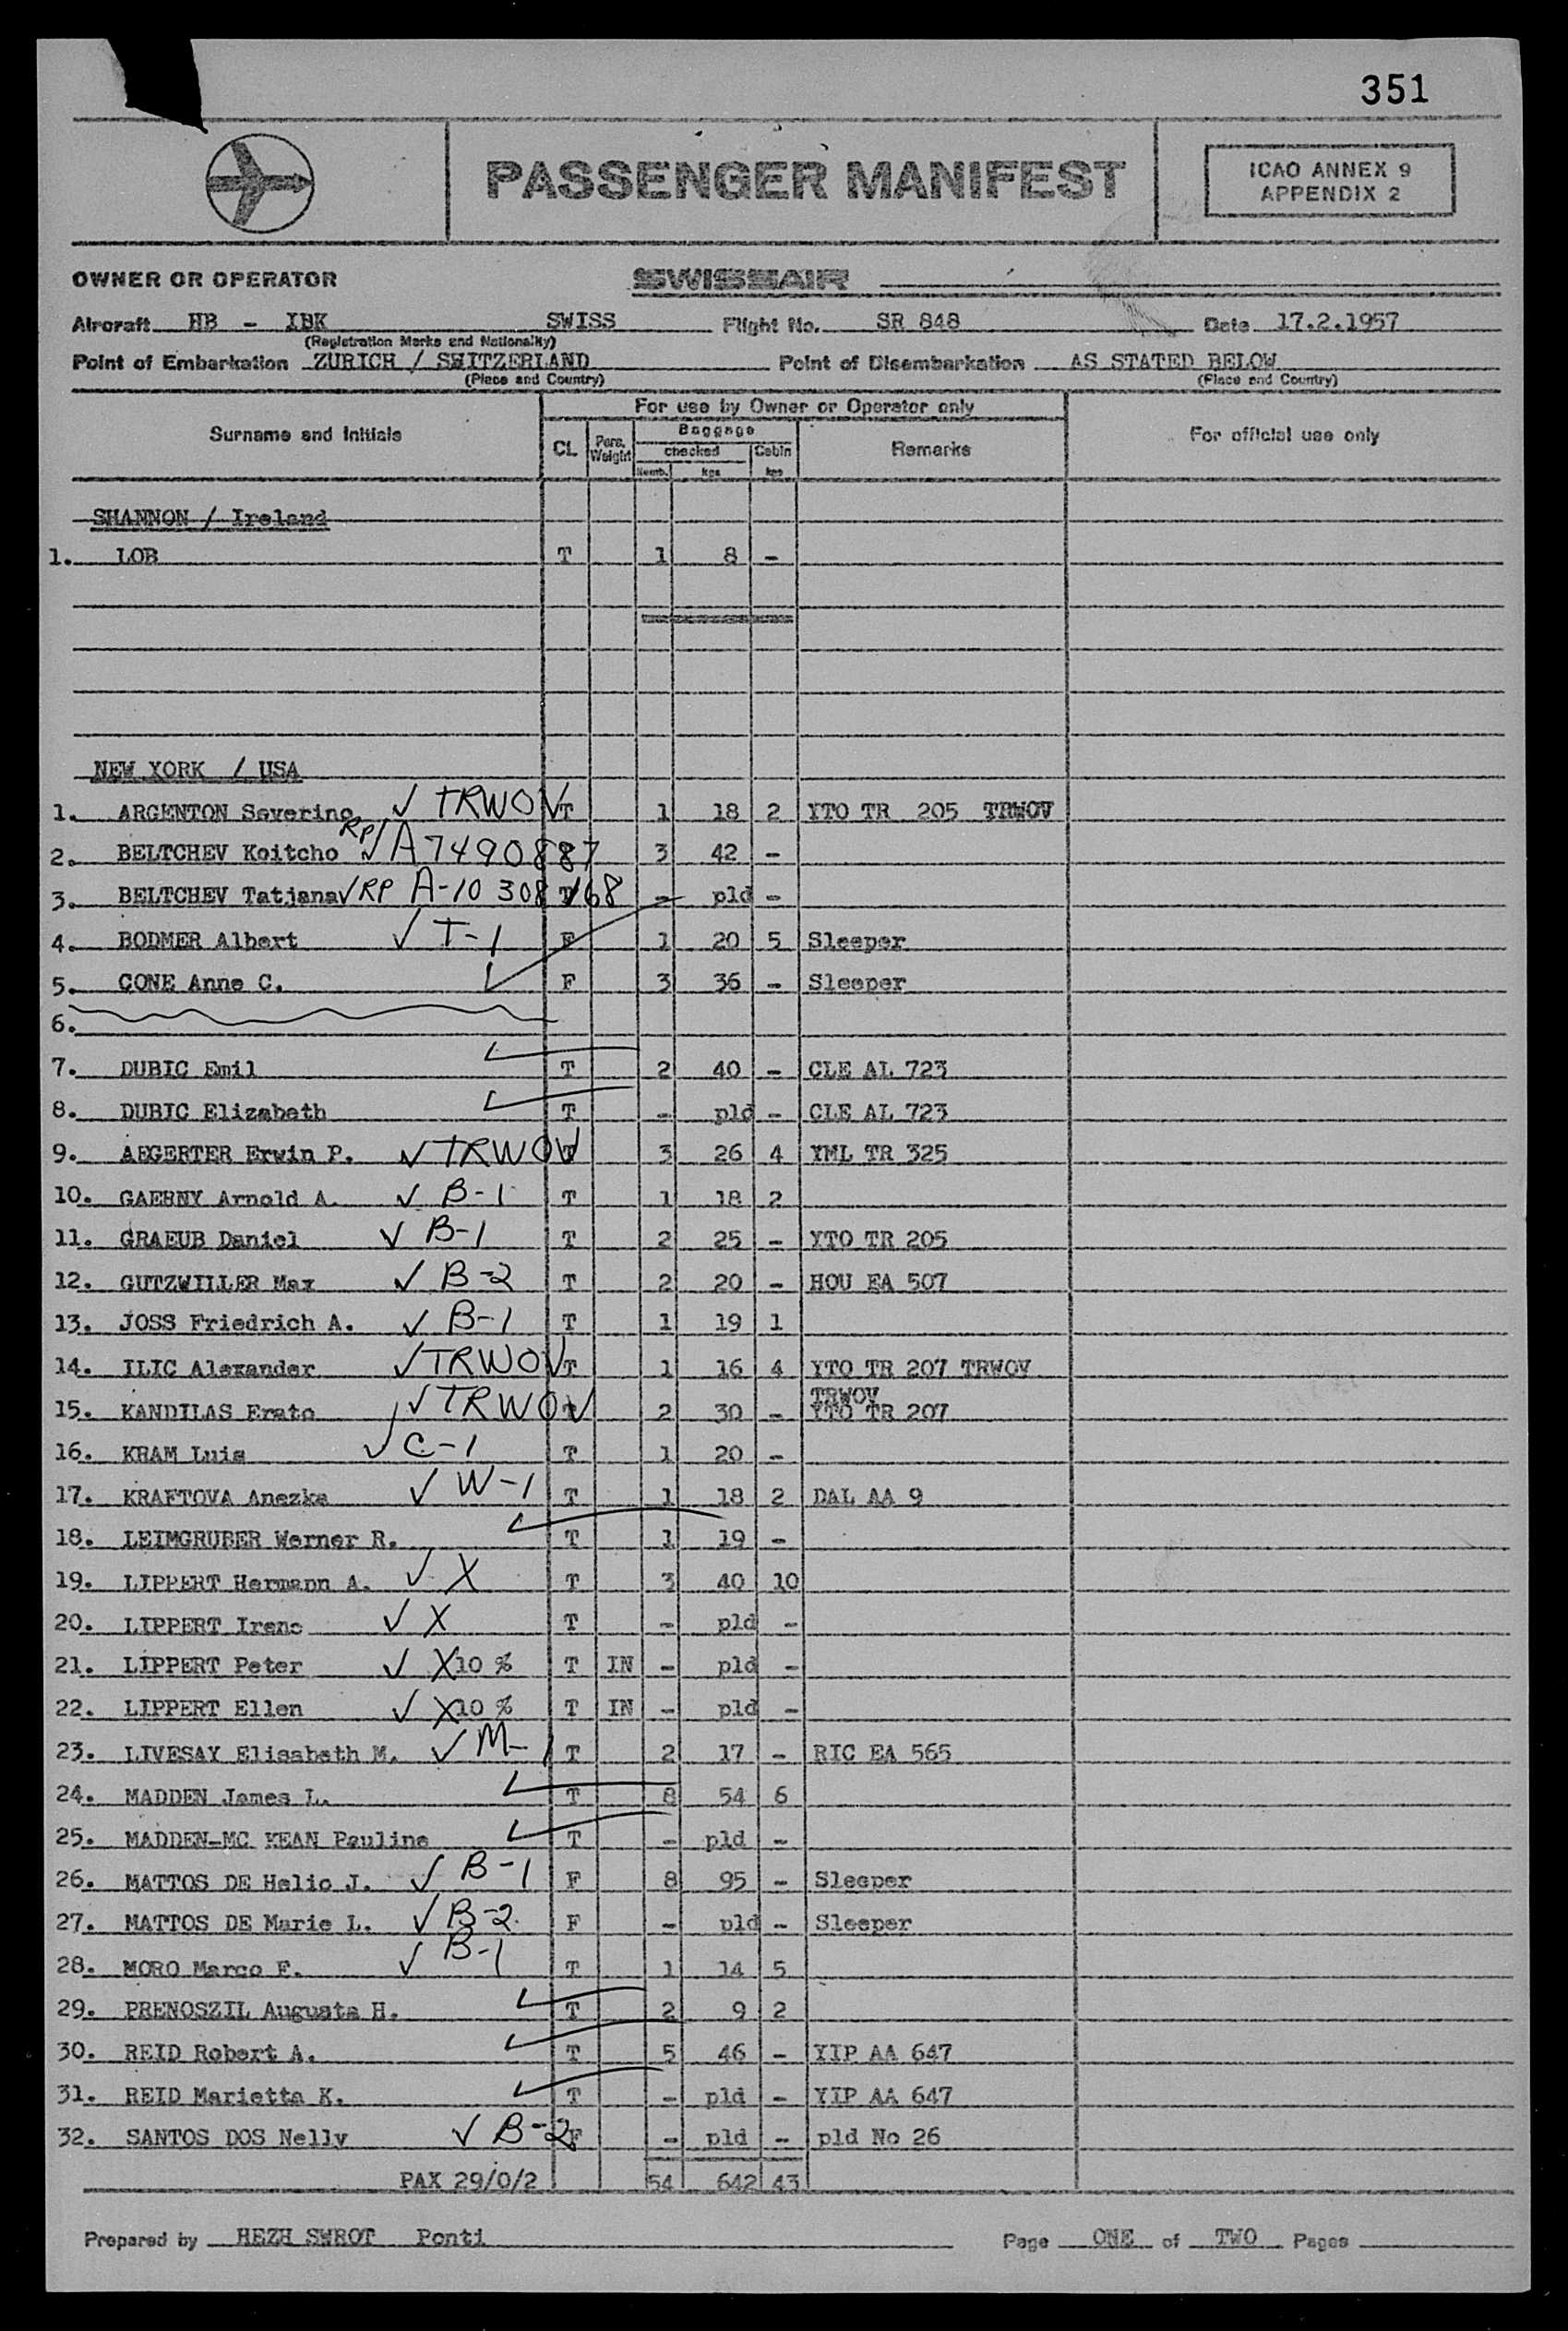 351
PASSENGER MANIFEST
ICAO ANNEX 9
APPENDIX 2
OWNER OR OPERATOR SWISSAIR
Aircraft HB - IBK SWISS Flight No. SR 848 Date 17.2.1957
(Registration Marks and Nationality)
Point of Embarkation ZURICH / SWITZERLAND Point of Disembarkation AS STATED BELOW
(Place and Country) (Place and Country)
For use by Owner or Operator only
Surname and Initials CL. Pers. Weight Baggage checked Numb. kgs Cabin kgs Remarks For official use only
SHANNON / Ireland
1. LOB T 1 8 -
NEW YORK / USA
1. ARGENTON Severino ✓ TRWOV T 1 18 2 YTO TR 205 TRWOV
2. BELTCHEV Koitcho RP ✓ A7490887 3 42 -
3. BELTCHEV Tatjana ✓ RP A-10 308 168 T - pld -
4. BODMER Albert ✓ T-1 F 1 20 5 Sleeper
5. CONE Anne C. ✓ F 3 36 - Sleeper
6.
7. DUBIC Emil ✓ T 2 40 - CLE AL 723
8. DUBIC Elizabeth ✓ T - pld - CLE AL 723
9. AEGERTER Erwin P. ✓ TRWOV T 3 26 4 YML TR 325
10. GAERNY Arnold A. ✓ B-1 T 1 18 2
11. GRAEUB Daniel ✓ B-1 T 2 25 - YTO TR 205
12. GUTZWILLER Max ✓ B-2 T 2 20 - HOU EA 507
13. JOSS Friedrich A. ✓ B-1 T 1 19 1
14. ILIC Alexander ✓ TRWOV T 1 16 4 YTO TR 207 TRWOV
TRWOV
15. KANDILAS Erato ✓ TRWOV T 2 30 - YTO TR 207
16. KRAM Luis ✓ C-1 T 1 20 -
17. KRAFTOVA Anezka ✓ W-1 T 1 18 2 DAL AA 9
18. LEIMGRUBER Werner R. ✓ T 1 19 -
19. LIPPERT Hermann A. ✓ X T 3 40 10
20. LIPPERT Irene ✓ X T - pld -
21. LIPPERT Peter ✓ X 10 % T IN - pld -
22. LIPPERT Ellen ✓ X 10 % T IN - pld -
23. LIVESAY Elisabeth M. ✓ M-1 T 2 17 - RIC EA 565
24. MADDEN James L. ✓ T 8 54 6
25. MADDEN-MC KEAN Pauline ✓ T - pld -
26. MATTOS DE Helio J. ✓ B-1 F 8 95 - Sleeper
27. MATTOS DE Marie L. ✓ B-2 F - pld - Sleeper
28. MORO Marco F. ✓ B-1 T 1 14 5
29. PRENOSZIL Augusta H. ✓ T 2 9 2
30. REID Robert A. ✓ T 5 46 - YIP AA 647
31. REID Marietta K. ✓ T - pld - YIP AA 647
32. SANTOS DOS Nelly ✓ B-2 F - pld - pld No 26
PAX 29/0/2 54 642 43
Prepared by HEZH SWROT Ponti Page ONE of TWO Pages